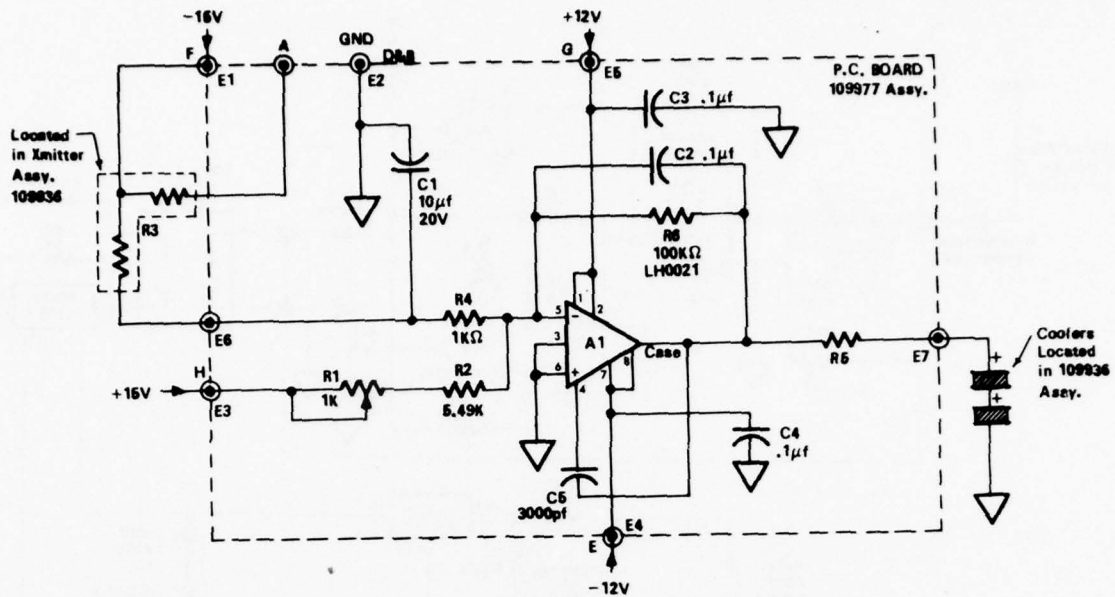 -15V
+12V
F
A
GND
D&B
G
E1
E2
E5
P.C. BOARD
109977 Assy.
C3 .1µf
Located
in Xmitter
Assy.
109936
C2 .1µf
C1
10µf
20V
R3
R6
100KΩ
LH0021
R4
1KΩ
5
-
1
2
3
A1
6
+
4
7
8
Case
E6
R5
E7
Coolers
Located
in 109936
Assy.
+
+
H
+15V
E3
R1
1K
R2
5.49K
C4
.1µf
C5
3000pf
E4
E
-12V